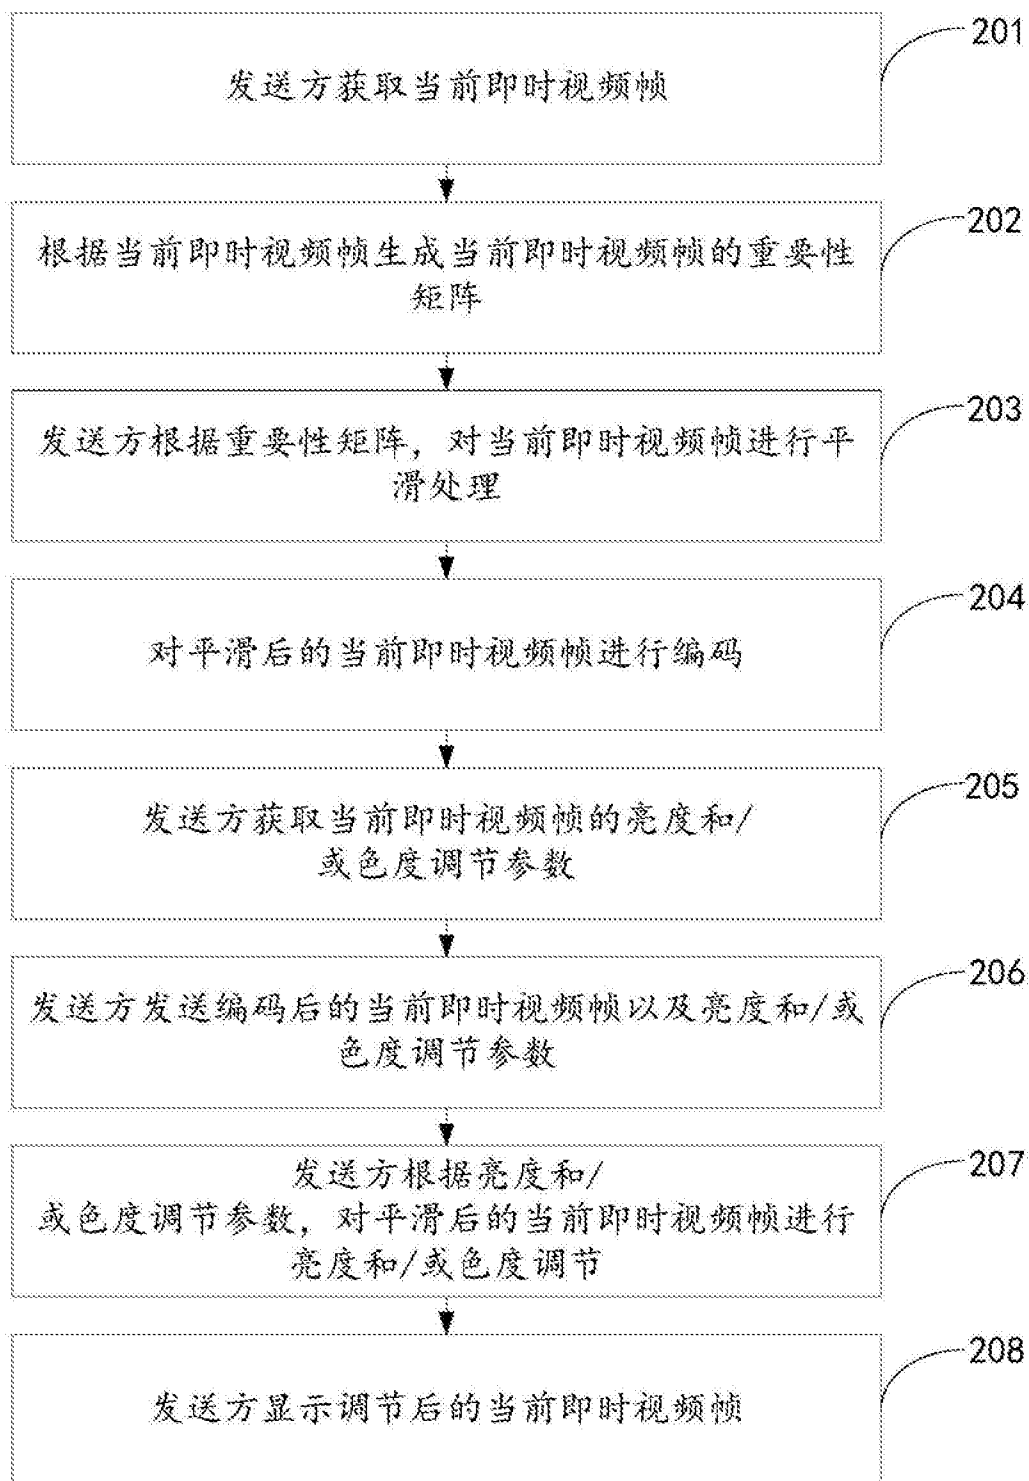 201
发送方获取当前即时视频帧
202
根据当前即时视频帧生成当前即时视频帧的重要性
矩阵
203
发送方根据重要性矩阵，对当前即时视频帧进行平
滑处理
204
对平滑后的当前即时视频帧进行编码
205
发送方获取当前即时视频帧的亮度和/
或色度调节参数
206
发送方发送编码后的当前即时视频帧以及亮度和/或
色度调节参数
207
发送方根据亮度和/
或色度调节参数，对平滑后的当前即时视频帧进行
亮度和/或色度调节
208
发送方显示调节后的当前即时视频帧